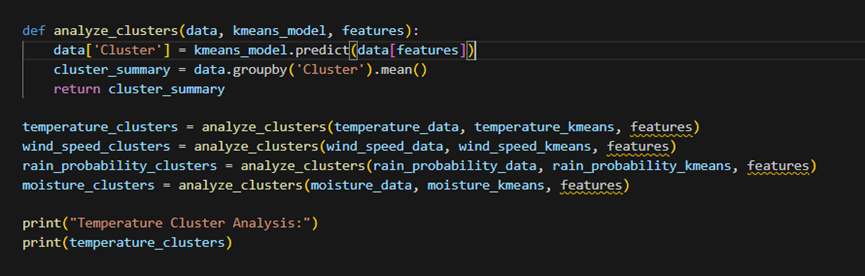 def analyze_clusters(data, kmeans_model, features):
    data['Cluster'] = kmeans_model.predict(data[features])
    cluster_summary = data.groupby('Cluster').mean()
    return cluster_summary

temperature_clusters = analyze_clusters(temperature_data, temperature_kmeans, features)
wind_speed_clusters = analyze_clusters(wind_speed_data, wind_speed_kmeans, features)
rain_probability_clusters = analyze_clusters(rain_probability_data, rain_probability_kmeans, features)
moisture_clusters = analyze_clusters(moisture_data, moisture_kmeans, features)

print("Temperature Cluster Analysis:")
print(temperature_clusters)